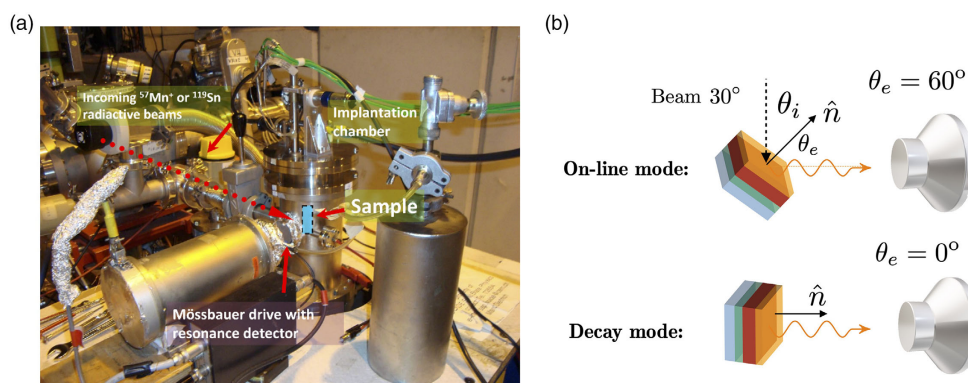 (a)
Incoming ⁵⁷Mn⁺ or ¹¹⁹Sn
radiactive beams
Implantation
chamber
Sample
Mössbauer drive with
resonance detector
(b)
Beam 30°
θᵢ
n̂
θₑ
θₑ = 60°
On-line mode:
θₑ = 0°
n̂
Decay mode: